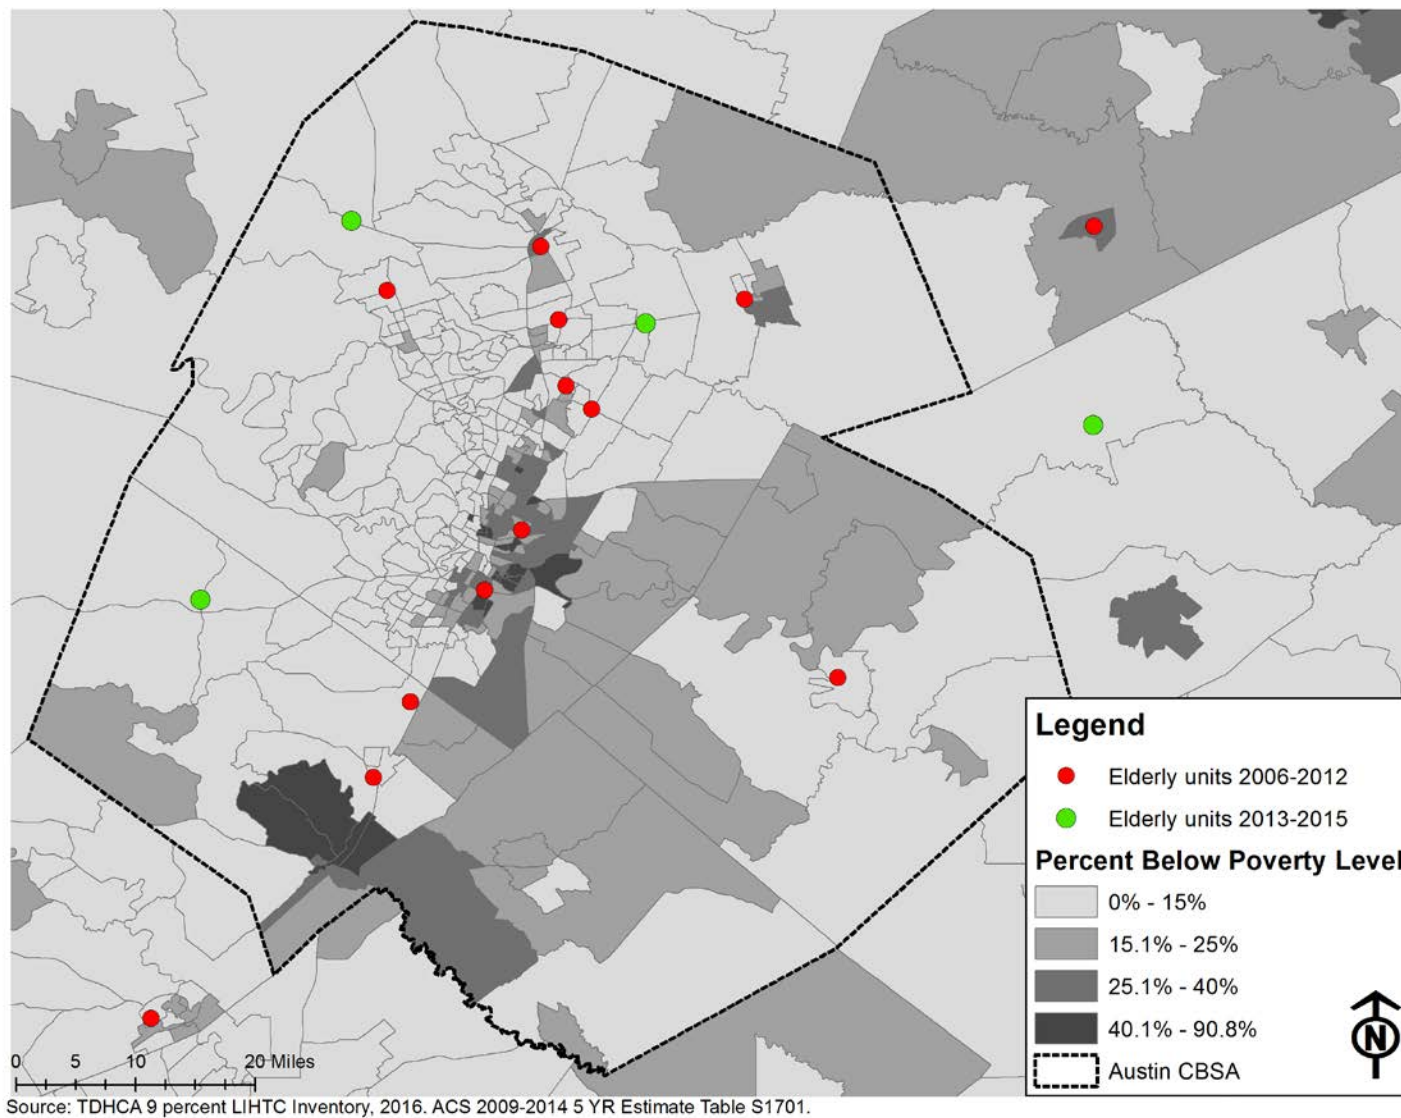 Legend
Elderly units 2006-2012
Elderly units 2013-2015
Percent Below Poverty Level
0% - 15%
15.1% - 25%
25.1% - 40%
40.1% - 90.8%
Austin CBSA
N
0 5 10 20 Miles
Source: TDHCA 9 percent LIHTC Inventory, 2016. ACS 2009-2014 5 YR Estimate Table S1701.